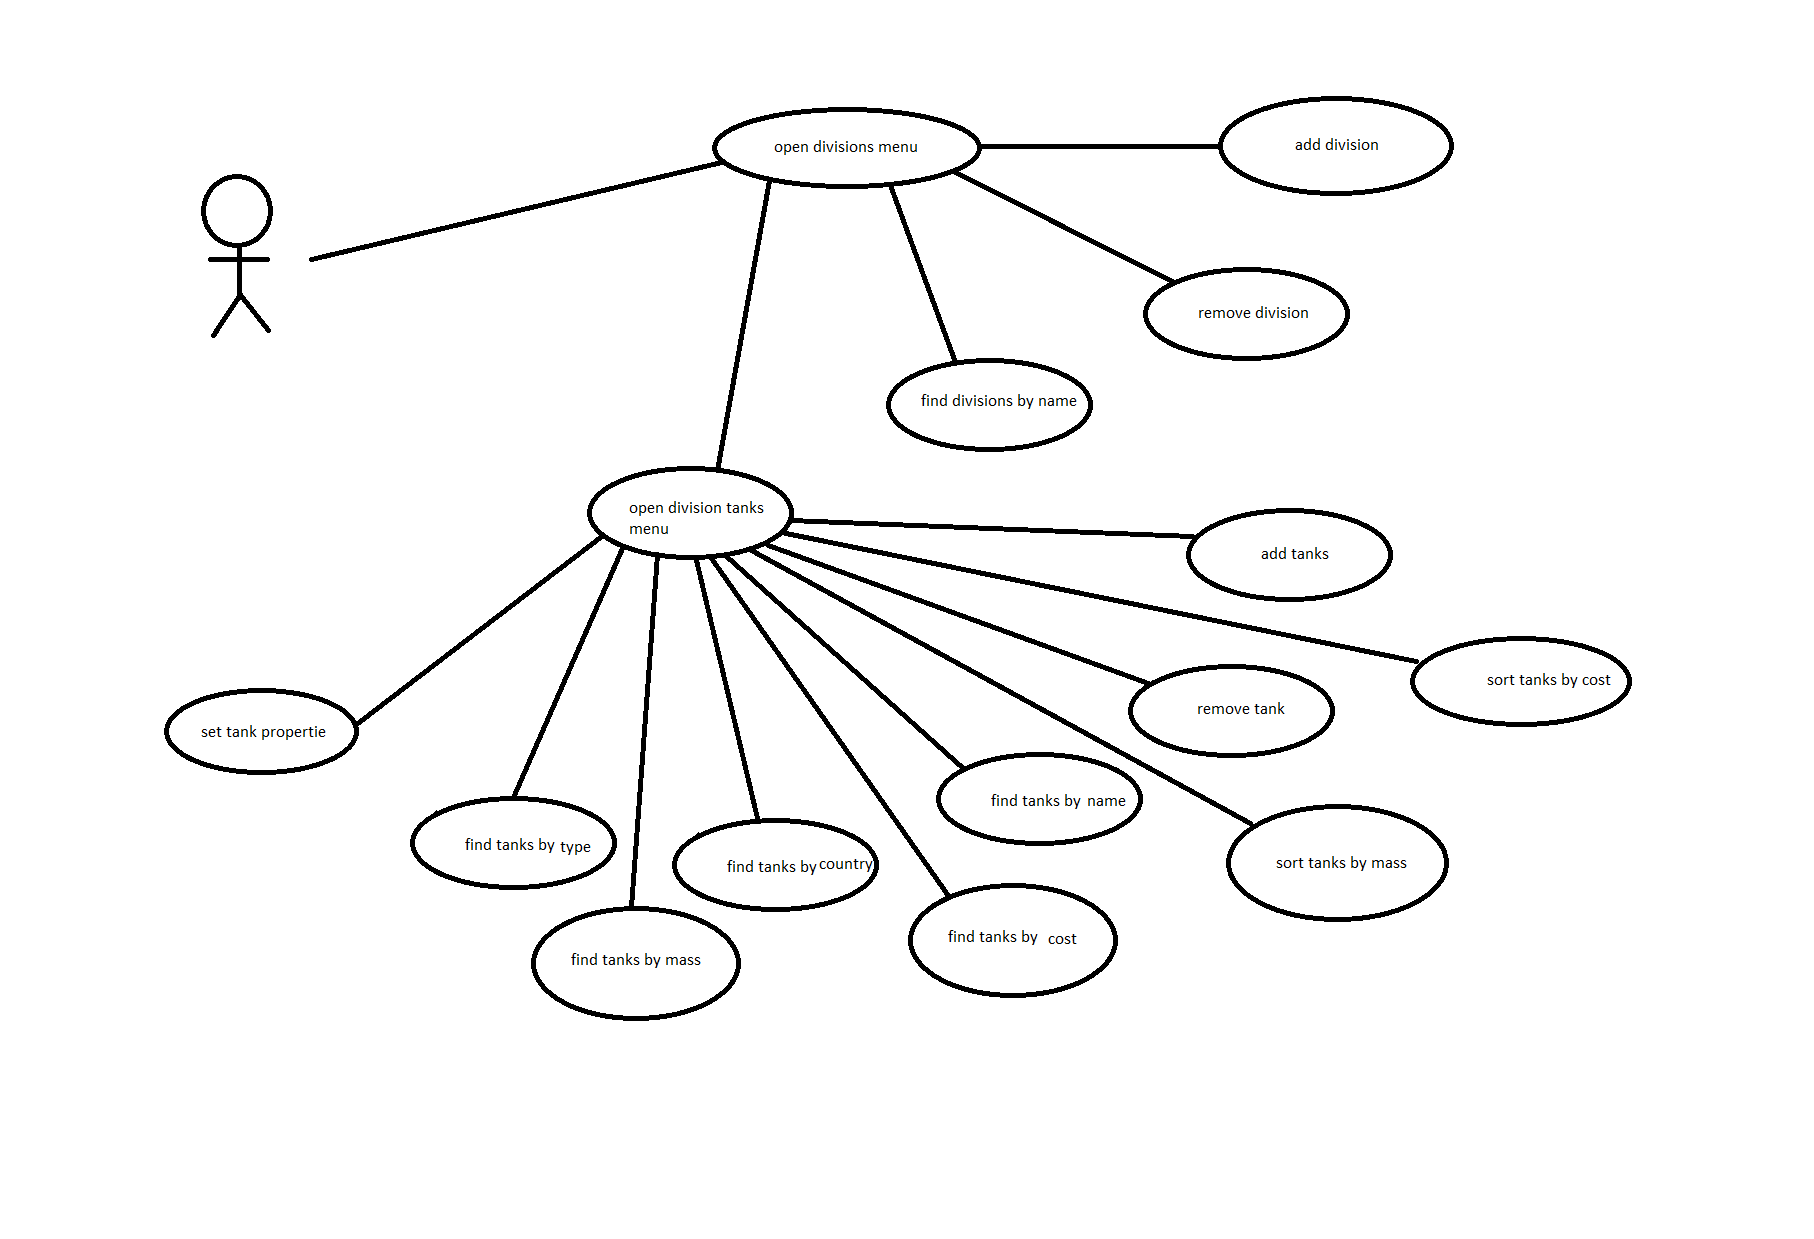 open divisions menu
add division
remove division
find divisions by name
open division tanks
menu
add tanks
sort tanks by cost
remove tank
set tank propertie
find tanks by name
find tanks by type
find tanks by country
sort tanks by mass
find tanks by cost
find tanks by mass